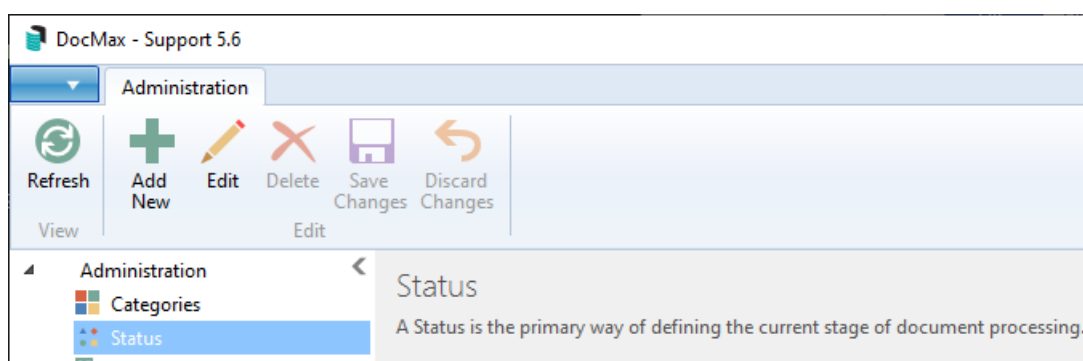 DocMax - Support 5.6
Administration
Refresh
Add New
Edit
Delete
Save Changes
Discard Changes
View
Edit
Administration
Categories
Status
Status
A Status is the primary way of defining the current stage of document processing.